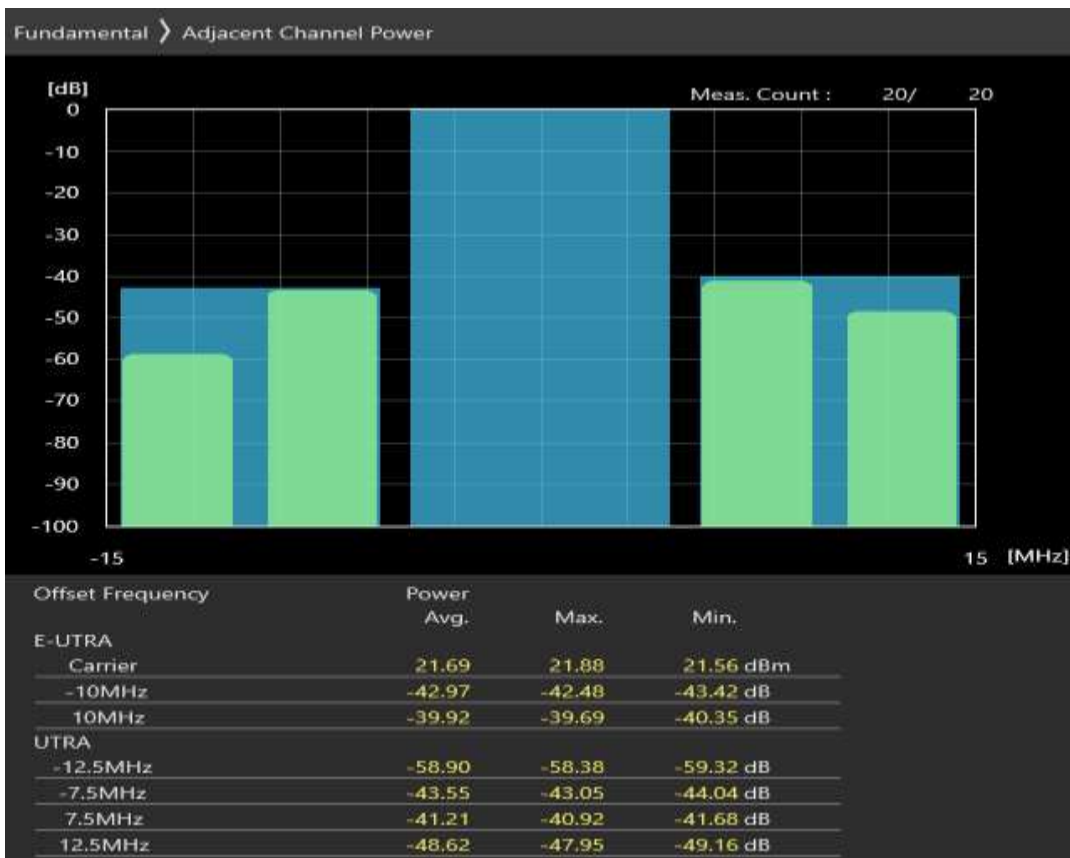 Fundamental ❯ Adjacent Channel Power
[dB]
Meas. Count : 20/ 20
0
-10
-20
-30
-40
-50
-60
-70
-80
-90
-100
-15 15 [MHz]
Offset Frequency Power
Avg. Max. Min.
E-UTRA
Carrier 21.69 21.88 21.56 dBm
-10MHz -42.97 -42.48 -43.42 dB
10MHz -39.92 -39.69 -40.35 dB
UTRA
-12.5MHz -58.90 -58.38 -59.32 dB
-7.5MHz -43.55 -43.05 -44.04 dB
7.5MHz -41.21 -40.92 -41.68 dB
12.5MHz -48.62 -47.95 -49.16 dB